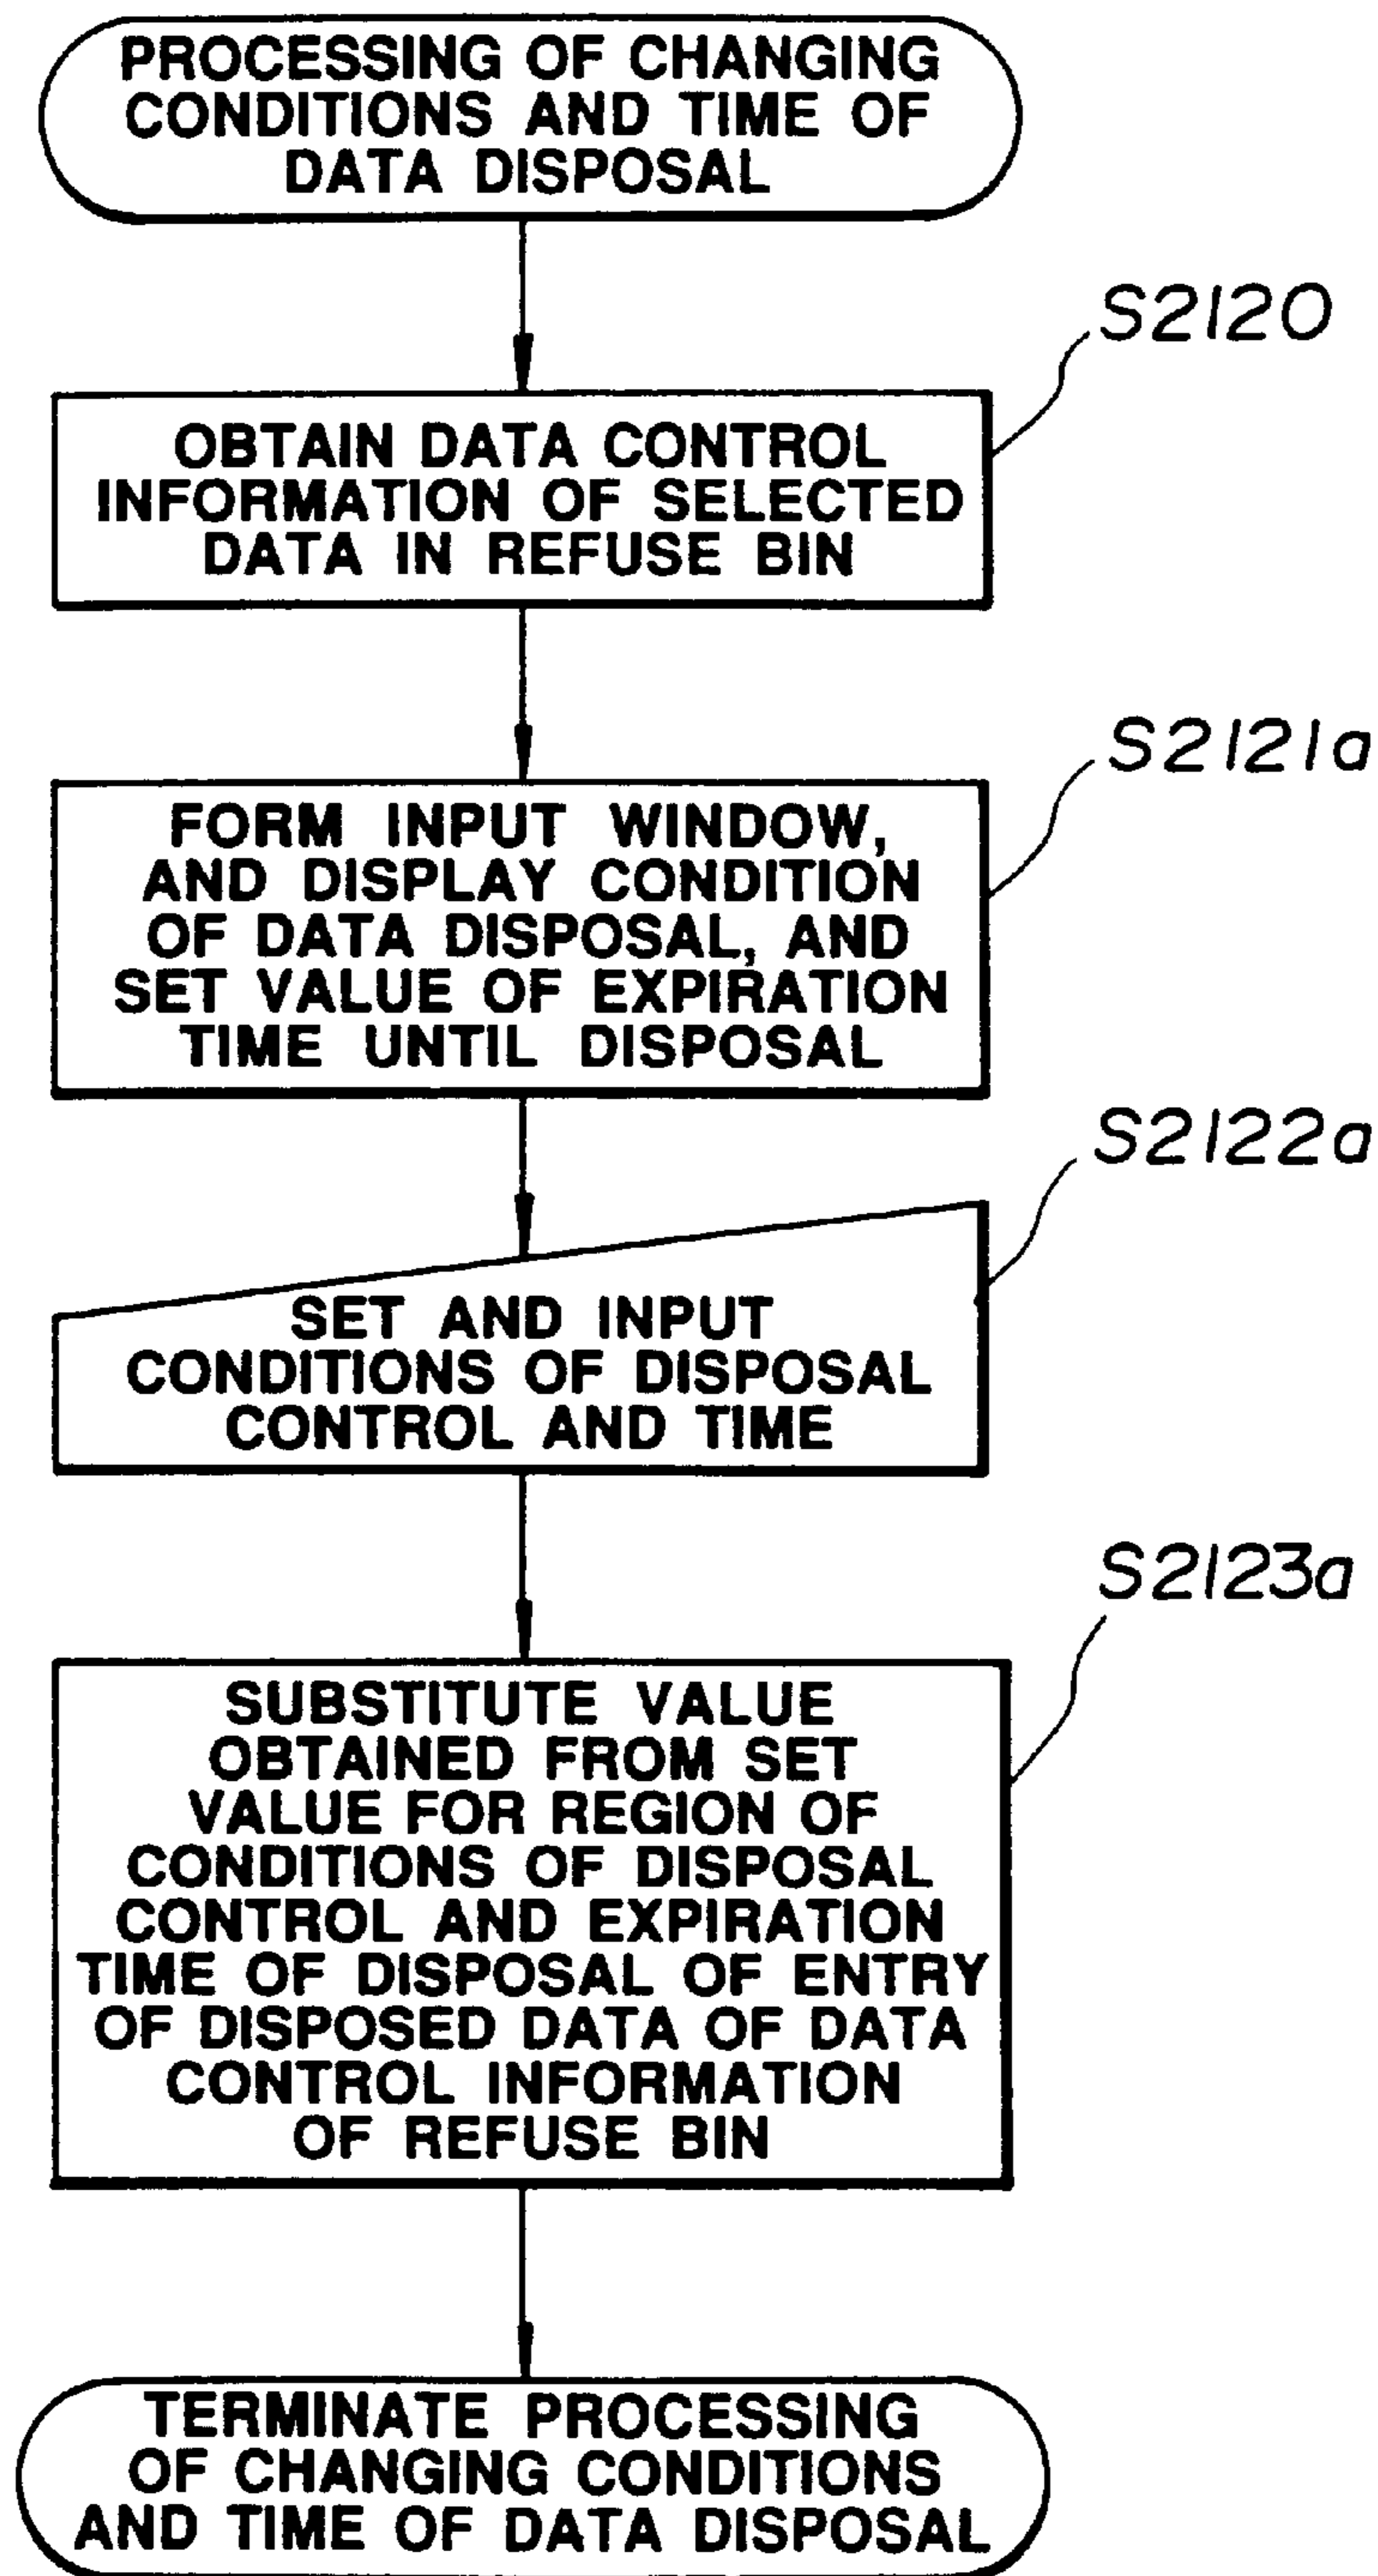 PROCESSING OF CHANGING
CONDITIONS AND TIME OF
DATA DISPOSAL
S2120
OBTAIN DATA CONTROL
INFORMATION OF SELECTED
DATA IN REFUSE BIN
S2121a
FORM INPUT WINDOW,
AND DISPLAY CONDITION
OF DATA DISPOSAL, AND
SET VALUE OF EXPIRATION
TIME UNTIL DISPOSAL
S2122a
SET AND INPUT
CONDITIONS OF DISPOSAL
CONTROL AND TIME
S2123a
SUBSTITUTE VALUE
OBTAINED FROM SET
VALUE FOR REGION OF
CONDITIONS OF DISPOSAL
CONTROL AND EXPIRATION
TIME OF DISPOSAL OF ENTRY
OF DISPOSED DATA OF DATA
CONTROL INFORMATION
OF REFUSE BIN
TERMINATE PROCESSING
OF CHANGING CONDITIONS
AND TIME OF DATA DISPOSAL